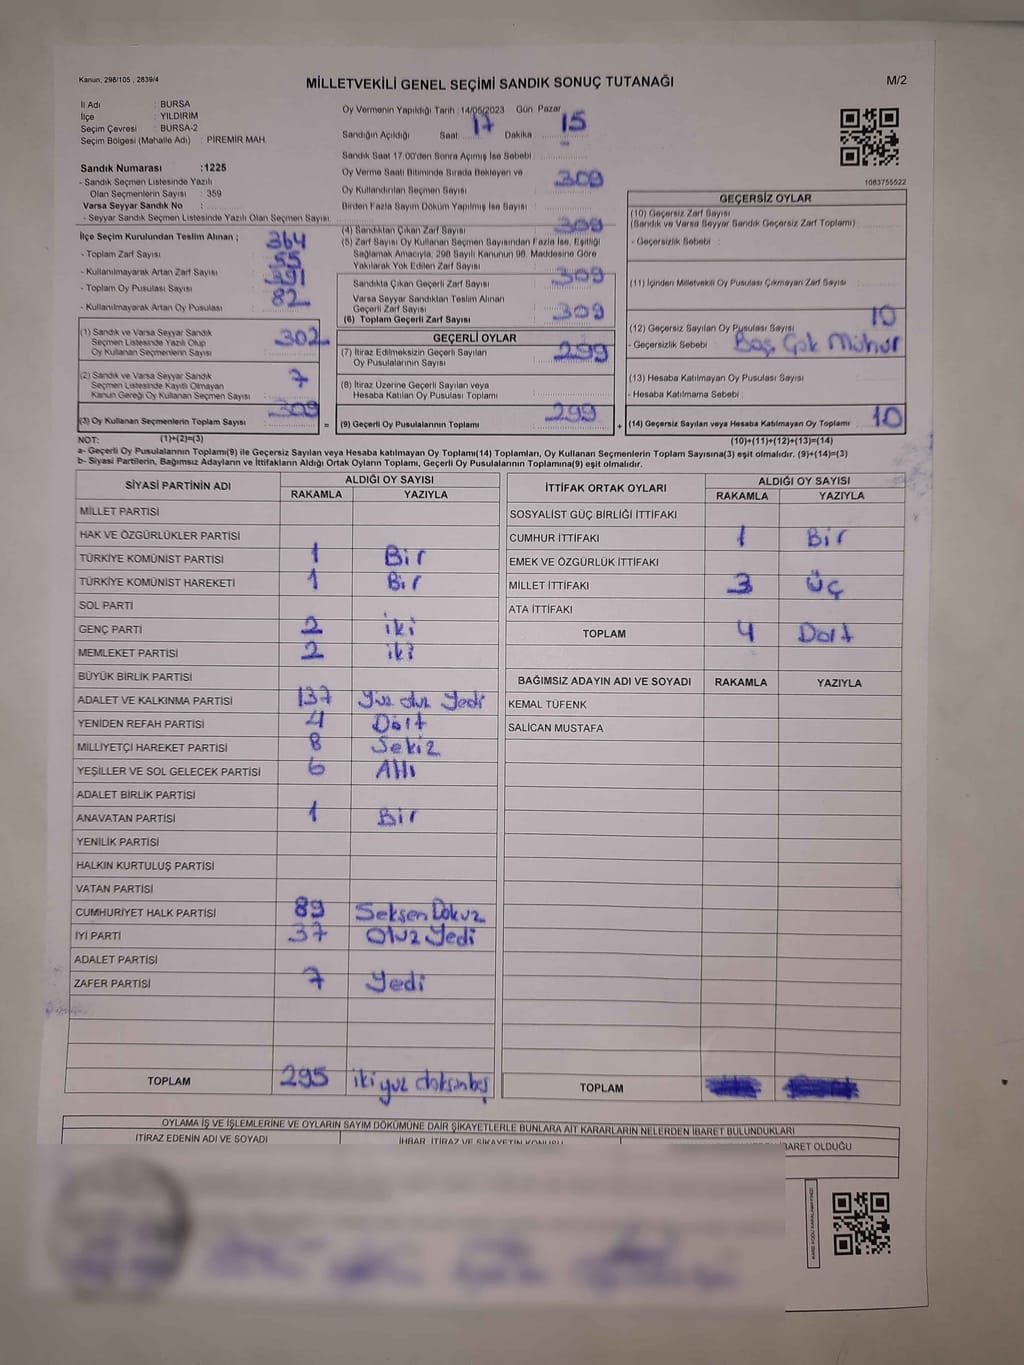 Kanun; 298/105 , 2839/4
MİLLETVEKİLİ GENEL SEÇİMİ SANDIK SONUÇ TUTANAĞI
M/2
İl Adı : BURSA
İlçe : YILDIRIM
Seçim Çevresi : BURSA-2
Seçim Bölgesi (Mahalle Adı) : PİREMİR MAH
Sandık Numarası :1225
- Sandık Seçmen Listesinde Yazılı
Olan Seçmenlerin Sayısı : 359
Varsa Seyyar Sandık No :
- Seyyar Sandık Seçmen Listesinde Yazılı Olan Seçmen Sayısı:
İlçe Seçim Kurulundan Teslim Alınan ;
- Toplam Zarf Sayısı : 364
- Kullanılmayarak Artan Zarf Sayısı : 55
- Toplam Oy Pusulası Sayısı : 391
- Kullanılmayarak Artan Oy Pusulası : 82
(1) Sandık ve Varsa Seyyar Sandık
Seçmen Listesinde Yazılı Olup
Oy Kullanan Seçmenlerin Sayısı : 302
(2) Sandık ve Varsa Seyyar Sandık
Seçmen Listesinde Kayıtlı Olmayan
Kanun Gereği Oy Kullanan Seçmen Sayısı : 7
(3) Oy Kullanan Seçmenlerin Toplam Sayısı : 309
Oy Vermenin Yapıldığı Tarih : 14/05/2023 Gün: Pazar
Sandığın Açıldığı Saat : 17 Dakika : 15
Sandık Saat 17:00'den Sonra Açılmış İse Sebebi :
Oy Verme Saati Bitiminde Sırada Bekleyen ve
Oy Kullandırılan Seçmen Sayısı : 309
Birden Fazla Sayım Döküm Yapılmış İse Sayısı :
(4) Sandıktan Çıkan Zarf Sayısı : 309
(5) Zarf Sayısı Oy Kullanan Seçmen Sayısından Fazla İse, Eşitliği
Sağlamak Amacıyla; 298 Sayılı Kanunun 98. Maddesine Göre
Yakılarak Yok Edilen Zarf Sayısı :
Sandıkta Çıkan Geçerli Zarf Sayısı : 309
Varsa Seyyar Sandıktan Teslim Alınan
Geçerli Zarf Sayısı :
(6) Toplam Geçerli Zarf Sayısı : 309
GEÇERLİ OYLAR
(7) İtiraz Edilmeksizin Geçerli Sayılan
Oy Pusulasının Sayısı : 299
(8) İtiraz Üzerine Geçerli Sayılan veya
Hesaba Katılan Oy Pusulası Toplamı :
= (9) Geçerli Oy Pusulalarının Toplamı : 299
1083755522
GEÇERSİZ OYLAR
(10) Geçersiz Zarf Sayısı
(Sandık ve Varsa Seyyar Sandık Geçersiz Zarf Toplamı) :
- Geçersizlik Sebebi :
(11) İçinden Milletvekili Oy Pusulası Çıkmayan Zarf Sayısı :
(12) Geçersiz Sayılan Oy Pusulası Sayısı : 10
- Geçersizlik Sebebi : Boş, Çok Mühür
(13) Hesaba Katılmayan Oy Pusulası Sayısı :
- Hesaba Katılmama Sebebi :
+ (14) Geçersiz Sayılan veya Hesaba Katılmayan Oy Toplamı : 10
NOT: (1)+(2)=(3) (10)+(11)+(12)+(13)=(14)
a- Geçerli Oy Pusulalarının Toplamı(9) ile Geçersiz Sayılan veya Hesaba katılmayan Oy Toplamı(14) Toplamları, Oy Kullanan Seçmenlerin Toplam Sayısına(3) eşit olmalıdır. (9)+(14)=(3)
b- Siyasi Partilerin, Bağımsız Adayların ve İttifakların Aldığı Ortak Oyların Toplamı, Geçerli Oy Pusulalarının Toplamına(9) eşit olmalıdır.
SİYASİ PARTİNİN ADI ALDIĞI OY SAYISI
RAKAMLA YAZIYLA
MİLLET PARTİSİ
HAK VE ÖZGÜRLÜKLER PARTİSİ
TÜRKİYE KOMÜNİST PARTİSİ 1 Bir
TÜRKİYE KOMÜNİST HAREKETİ 1 Bir
SOL PARTİ
GENÇ PARTİ 2 iki
MEMLEKET PARTİSİ 2 iki
BÜYÜK BİRLİK PARTİSİ
ADALET VE KALKINMA PARTİSİ 137 Yüz otuz Yedi
YENİDEN REFAH PARTİSİ 4 Dört
MİLLİYETÇİ HAREKET PARTİSİ 8 Sekiz
YEŞİLLER VE SOL GELECEK PARTİSİ 6 Altı
ADALET BİRLİK PARTİSİ
ANAVATAN PARTİSİ 1 Bir
YENİLİK PARTİSİ
HALKIN KURTULUŞ PARTİSİ
VATAN PARTİSİ
CUMHURİYET HALK PARTİSİ 89 Seksen Dokuz
İYİ PARTİ 37 Otuz Yedi
ADALET PARTİSİ
ZAFER PARTİSİ 7 Yedi
TOPLAM 295 iki yüz doksan beş
İTTİFAK ORTAK OYLARI ALDIĞI OY SAYISI
RAKAMLA YAZIYLA
SOSYALİST GÜÇ BİRLİĞİ İTTİFAKI
CUMHUR İTTİFAKI 1 Bir
EMEK VE ÖZGÜRLÜK İTTİFAKI
MİLLET İTTİFAKI 3 Üç
ATA İTTİFAKI
TOPLAM 4 Dört
BAĞIMSIZ ADAYIN ADI VE SOYADI RAKAMLA YAZIYLA
KEMAL TÜFENK
SALİCAN MUSTAFA
TOPLAM
OYLAMA İŞ VE İŞLEMLERİNE VE OYLARIN SAYIM DÖKÜMÜNE DAİR ŞİKAYETLERLE BUNLARA AİT KARARLARIN NELERDEN İBARET BULUNDUKLARI
İTİRAZ EDENİN ADI VE SOYADI İHBAR, İTİRAZ VE ŞİKAYETİN KONUSU İBARET OLDUĞU